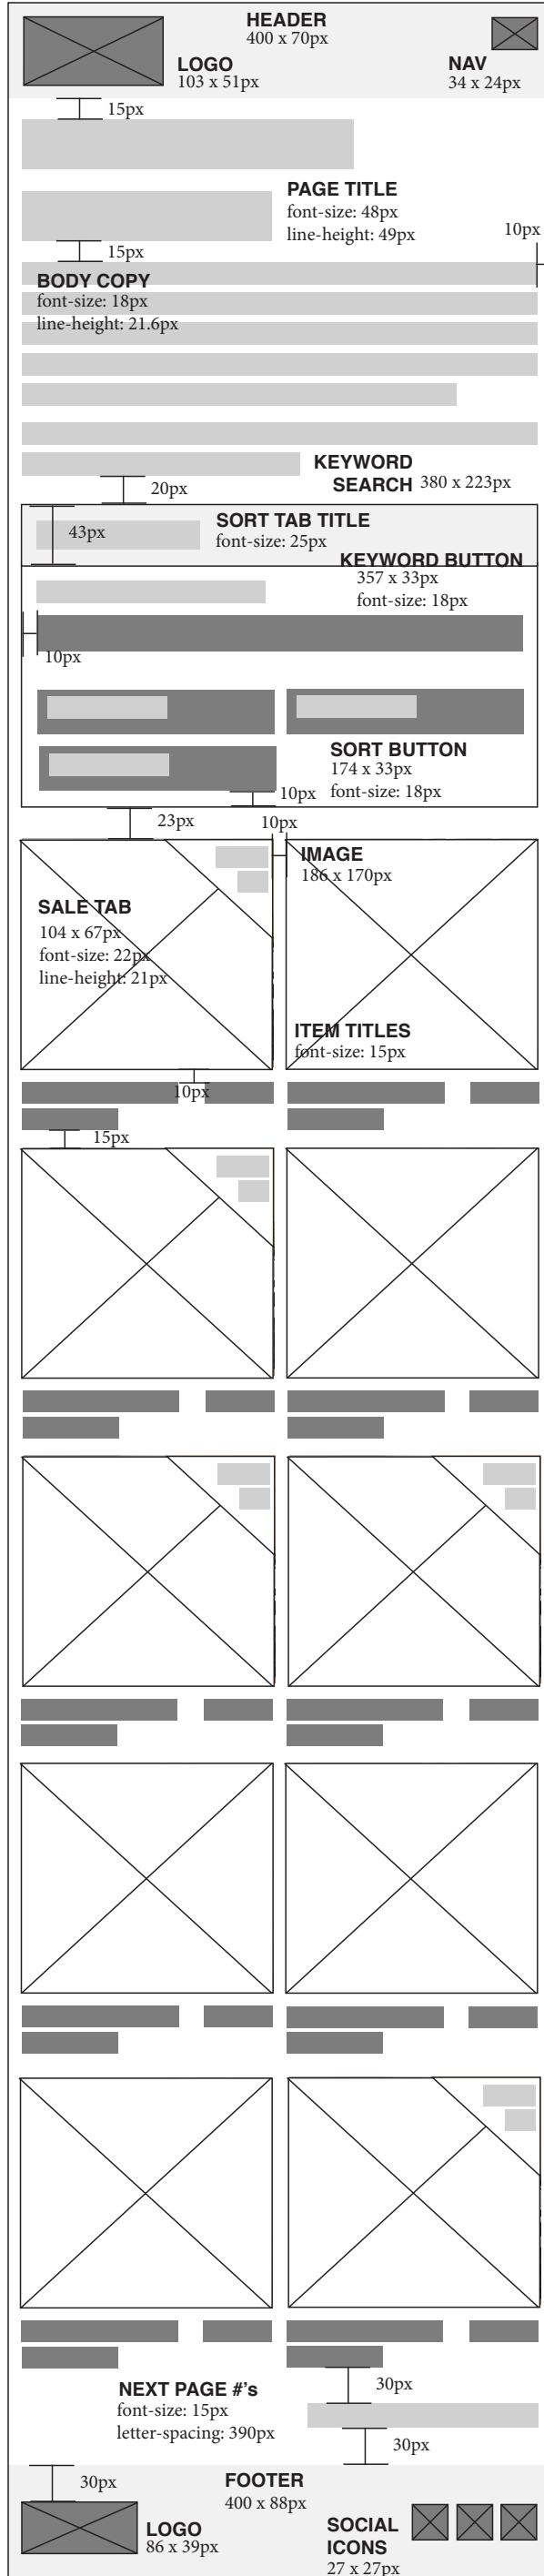 HEADER
400 x 70px
LOGO
103 x 51px
NAV
34 x 24px
15px
PAGE TITLE
font-size: 48px
line-height: 49px
10px
15px
BODY COPY
font-size: 18px
line-height: 21.6px
KEYWORD
SEARCH 380 x 223px
20px
SORT TAB TITLE
43px
font-size: 25px
KEYWORD BUTTON
357 x 33px
font-size: 18px
10px
SORT BUTTON
174 x 33px
10px font-size: 18px
23px
10px
IMAGE
186 x 170px
SALE TAB
104 x 67px
font-size: 22px
line-height: 21px
ITEM TITLES
font-size: 15px
10px
15px
NEXT PAGE #'s
font-size: 15px
letter-spacing: 390px
30px
30px
30px
FOOTER
400 x 88px
LOGO
86 x 39px
SOCIAL
ICONS
27 x 27px